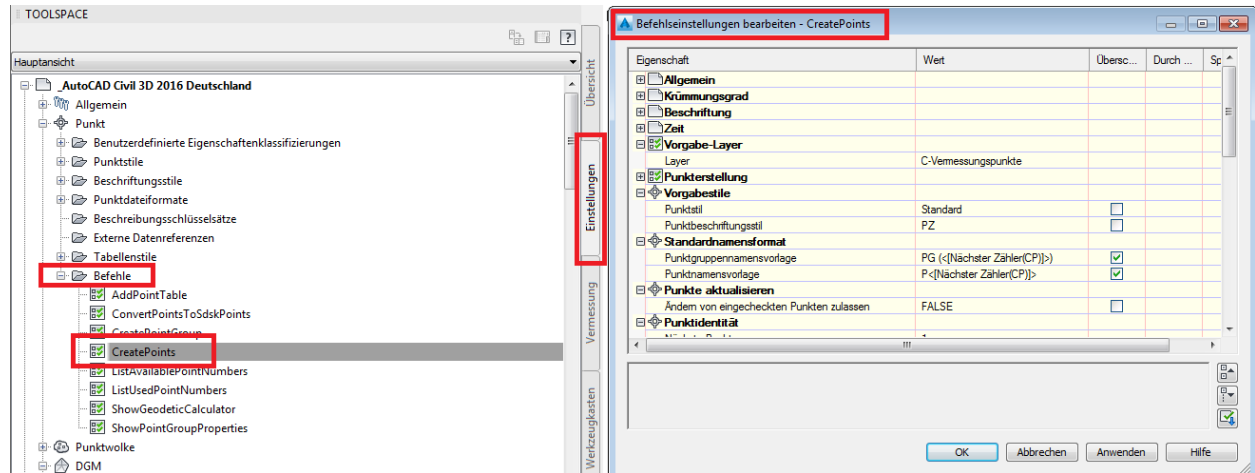 TOOLSPACE
Hauptansicht
_AutoCAD Civil 3D 2016 Deutschland
Allgemein
Punkt
Benutzerdefinierte Eigenschaftenklassifizierungen
Punktstile
Beschriftungsstile
Punktdateiformate
Beschreibungsschlüsselsätze
Externe Datenreferenzen
Tabellenstile
Befehle
AddPointTable
ConvertPointsToSdskPoints
CreatePointGroup
CreatePoints
ListAvailablePointNumbers
ListUsedPointNumbers
ShowGeodeticCalculator
ShowPointGroupProperties
Punktwolke
DGM
Übersicht
Einstellungen
Vermessung
Werkzeugkasten
Befehlseinstellungen bearbeiten - CreatePoints
Eigenschaft Wert Übersc... Durch ... Sp
Allgemein
Krümmungsgrad
Beschriftung
Zeit
Vorgabe-Layer
Layer C-Vermessungspunkte
Punkterstellung
Vorgabestile
Punktstil Standard
Punktbeschriftungsstil PZ
Standardnamensformat
Punktgruppennamensvorlage PG (<[Nächster Zähler(CP)]>)
Punktnamensvorlage P<[Nächster Zähler(CP)]>
Punkte aktualisieren
Ändern von eingecheckten Punkten zulassen FALSE
Punktidentität
OK Abbrechen Anwenden Hilfe